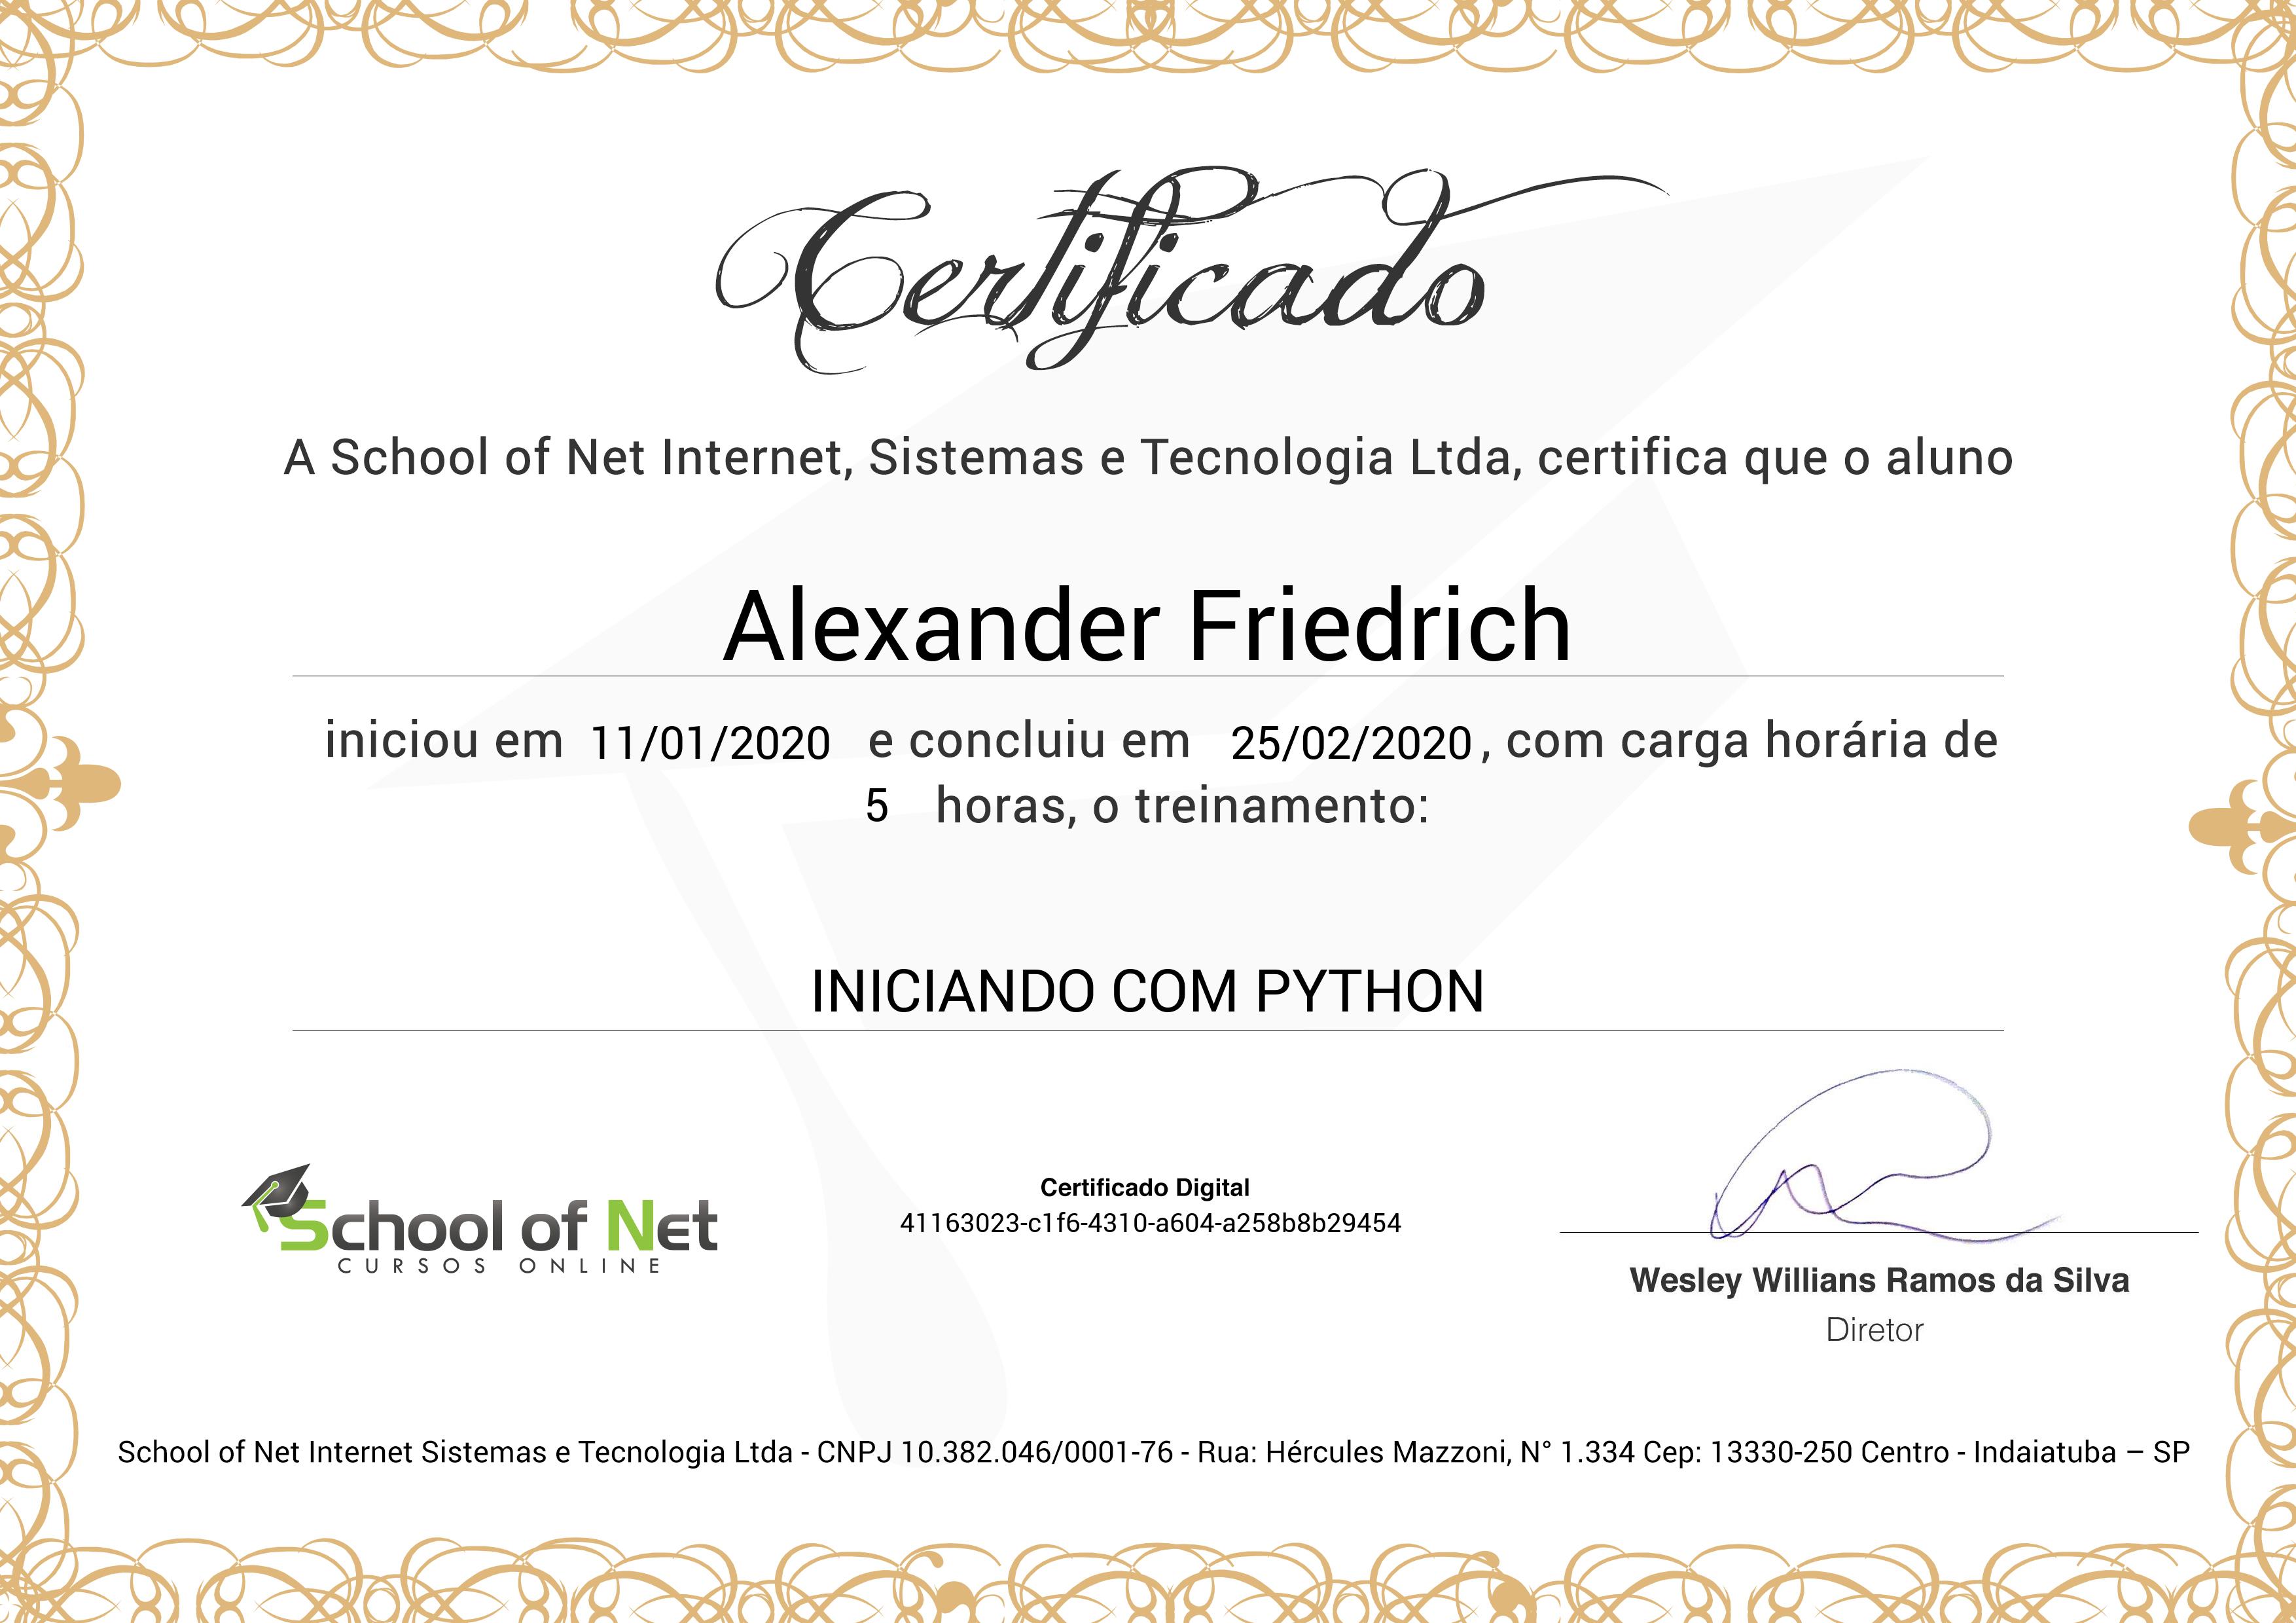 Certificado
A School of Net Internet, Sistemas e Tecnologia Ltda, certifica que o aluno
Alexander Friedrich
iniciou em 11/01/2020 e concluiu em 25/02/2020, com carga horária de
5 horas, o treinamento:
INICIANDO COM PYTHON
School of Net
CURSOS ONLINE
Certificado Digital
41163023-c1f6-4310-a604-a258b8b29454
Wesley Willians Ramos da Silva
Diretor
School of Net Internet Sistemas e Tecnologia Ltda - CNPJ 10.382.046/0001-76 - Rua: Hércules Mazzoni, N° 1.334 Cep: 13330-250 Centro - Indaiatuba – SP